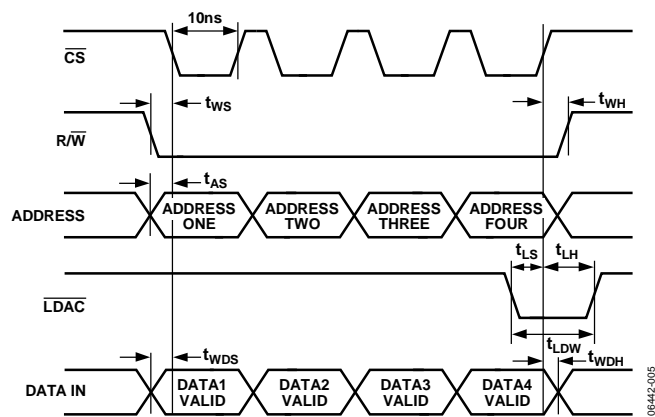 10ns
CS
tWS
tWH
R/W
tAS
ADDRESS
ADDRESS ONE
ADDRESS TWO
ADDRESS THREE
ADDRESS FOUR
tLS
tLH
LDAC
tLDW
tWDS
tWDH
DATA IN
DATA1 VALID
DATA2 VALID
DATA3 VALID
DATA4 VALID
06442-005